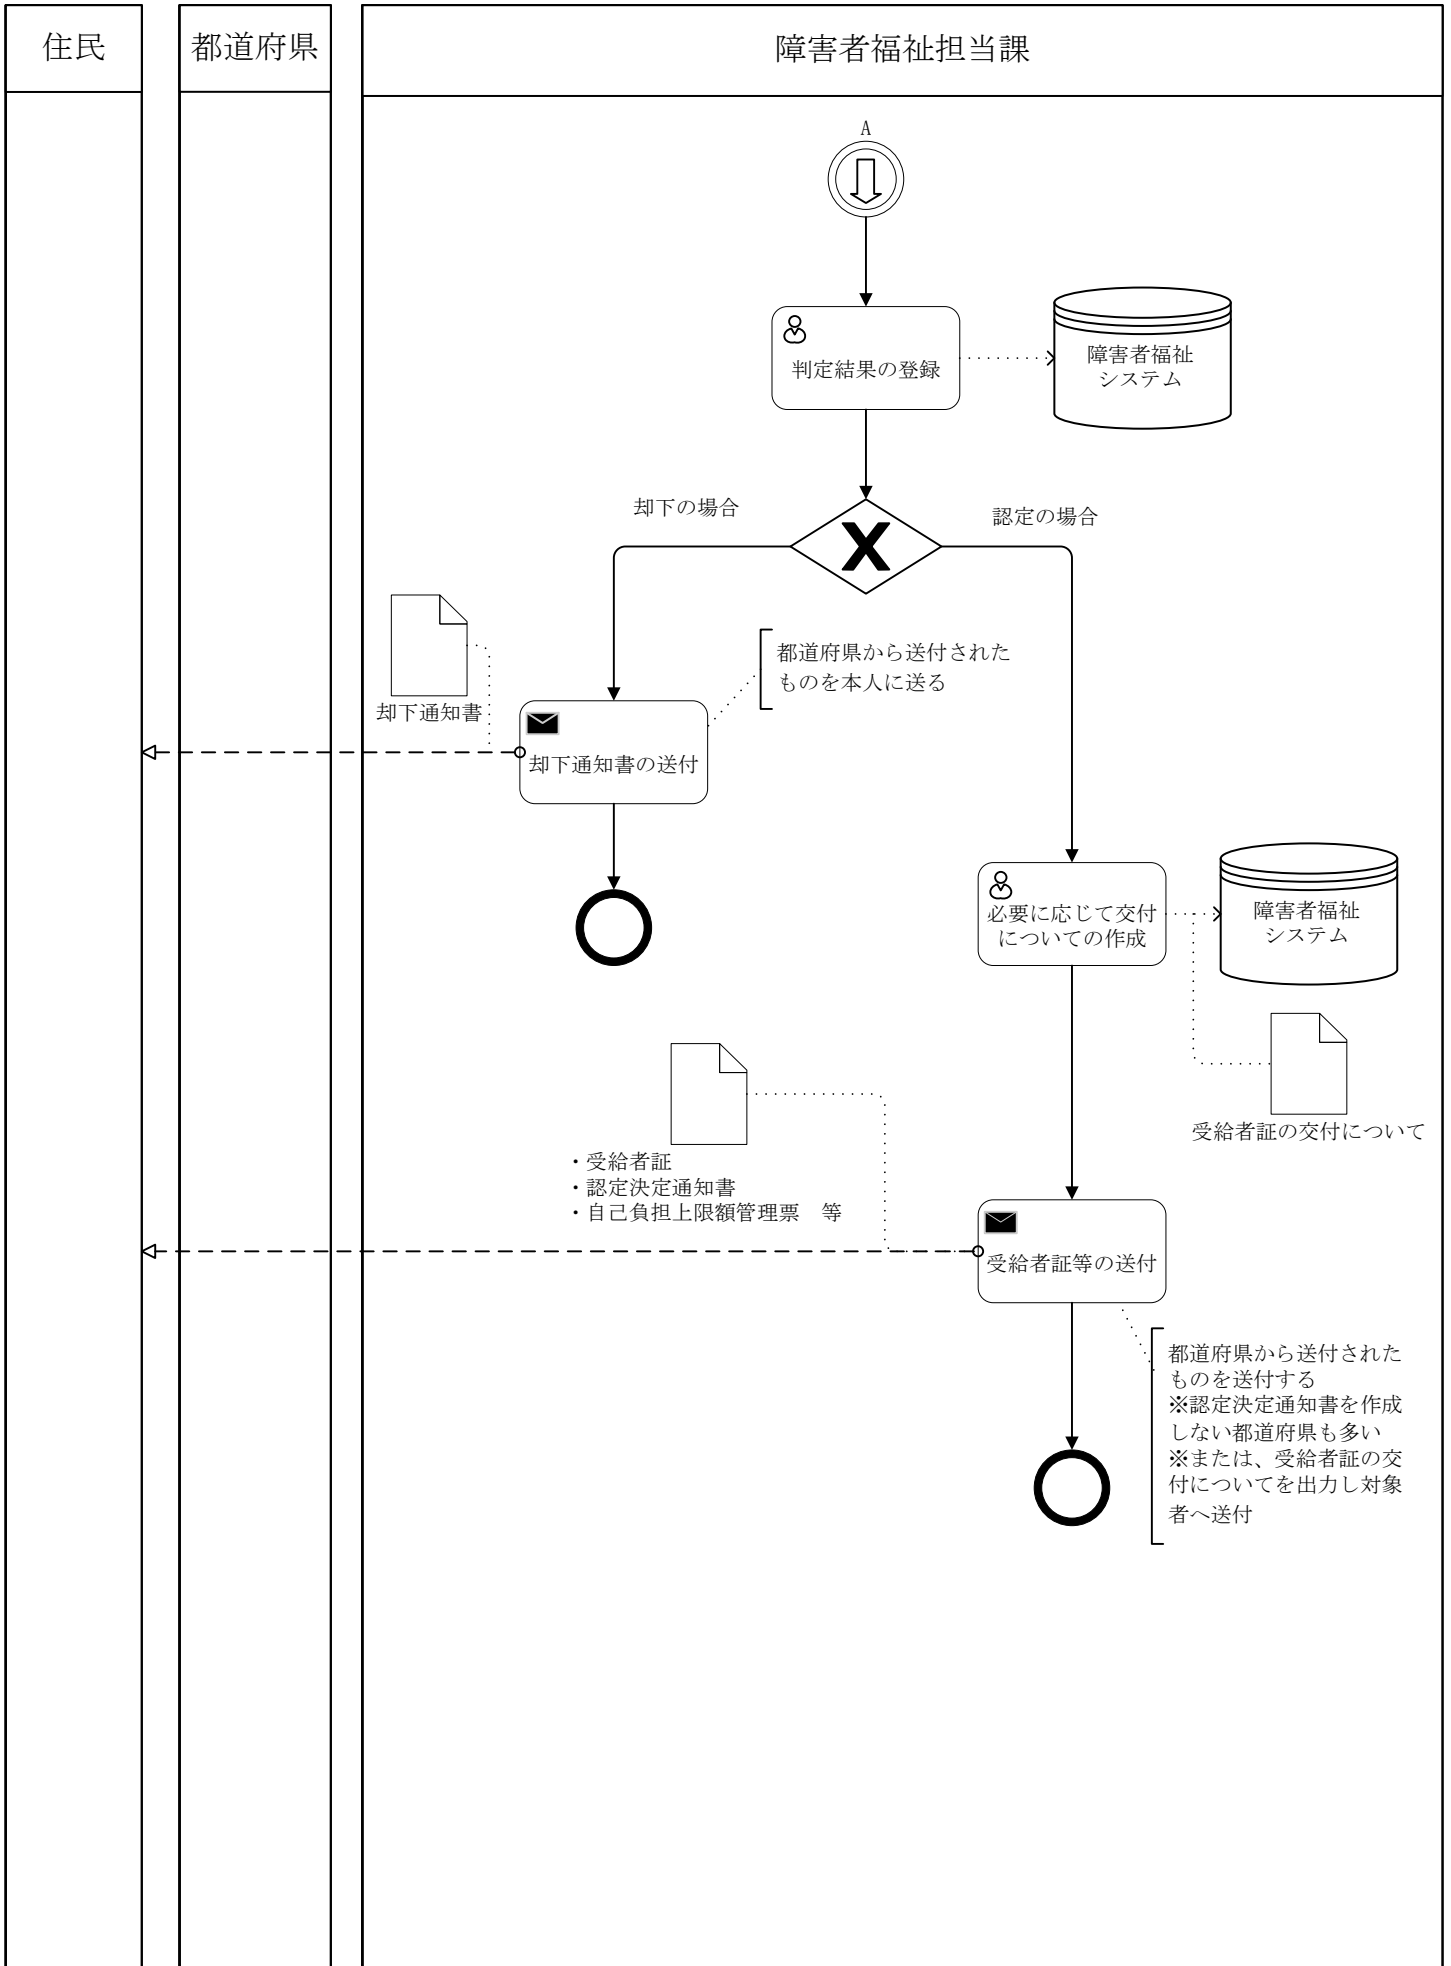 住民
都道府県
障害者福祉担当課
A
判定結果の登録
障害者福祉
システム
却下の場合
認定の場合
都道府県から送付された
ものを本人に送る
却下通知書
却下通知書の送付
必要に応じて交付
についての作成
障害者福祉
システム
受給者証の交付について
・受給者証
・認定決定通知書
・自己負担上限額管理票　等
受給者証等の送付
都道府県から送付された
ものを送付する
※認定決定通知書を作成
しない都道府県も多い
※または、受給者証の交
付についてを出力し対象
者へ送付